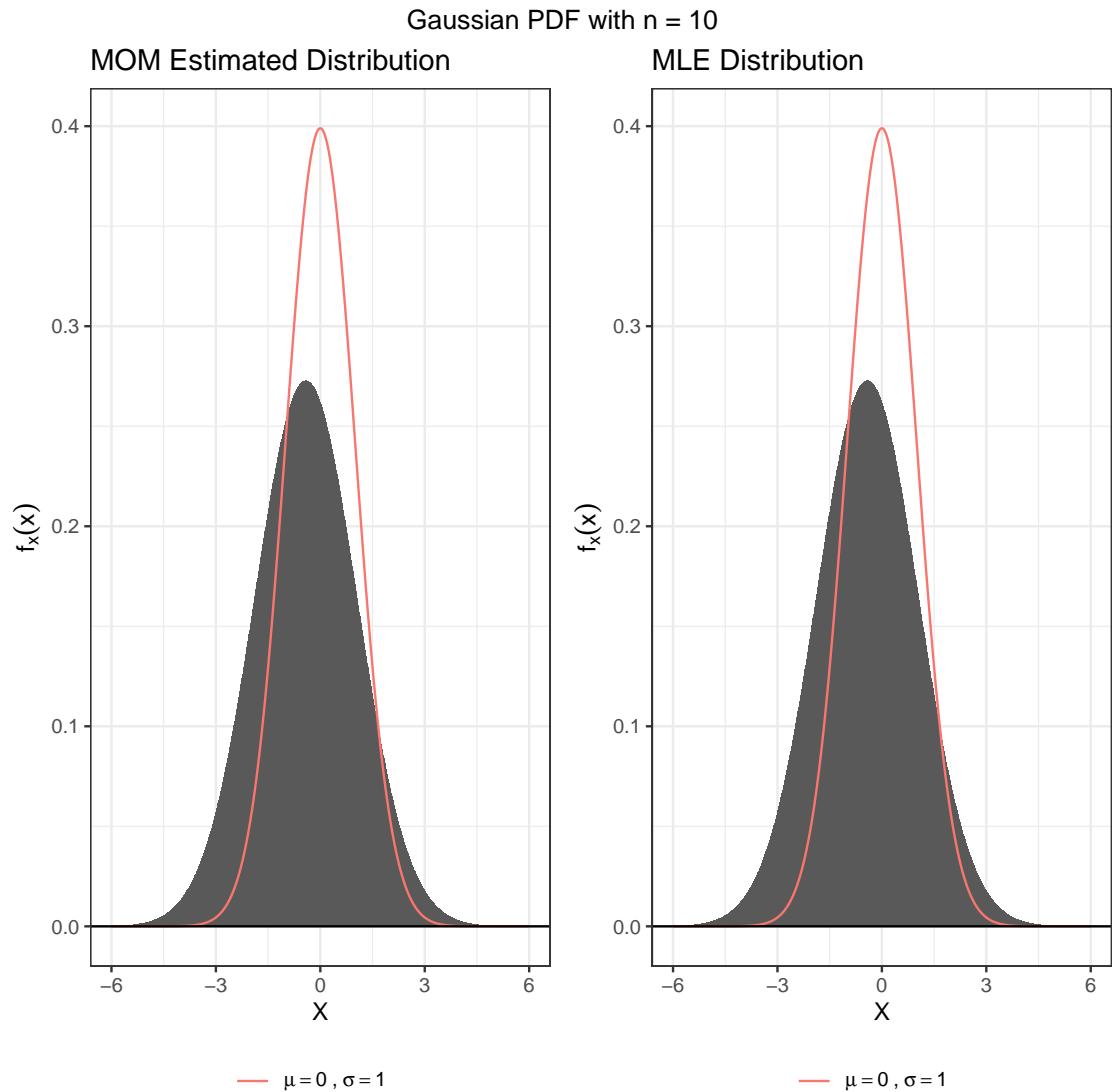 Gaussian PDF with n = 10
MOM Estimated Distribution
0.4
0.3
0.2
0.1
0.0
fₓ(x)
−6 −3 0 3 6
X
μ = 0 , σ = 1
MLE Distribution
0.4
0.3
0.2
0.1
0.0
fₓ(x)
−6 −3 0 3 6
X
μ = 0 , σ = 1